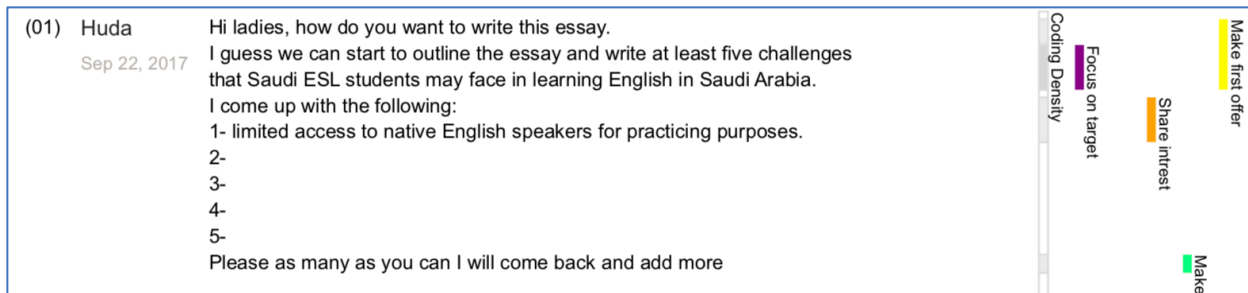 (01) Huda Hi ladies, how do you want to write this essay.
Sep 22, 2017 I guess we can start to outline the essay and write at least five challenges
that Saudi ESL students may face in learning English in Saudi Arabia.
I come up with the following:
1- limited access to native English speakers for practicing purposes.
2-
3-
4-
5-
Please as many as you can I will come back and add more
Coding Density
Focus on target
Share intrest
Make
Make first offer